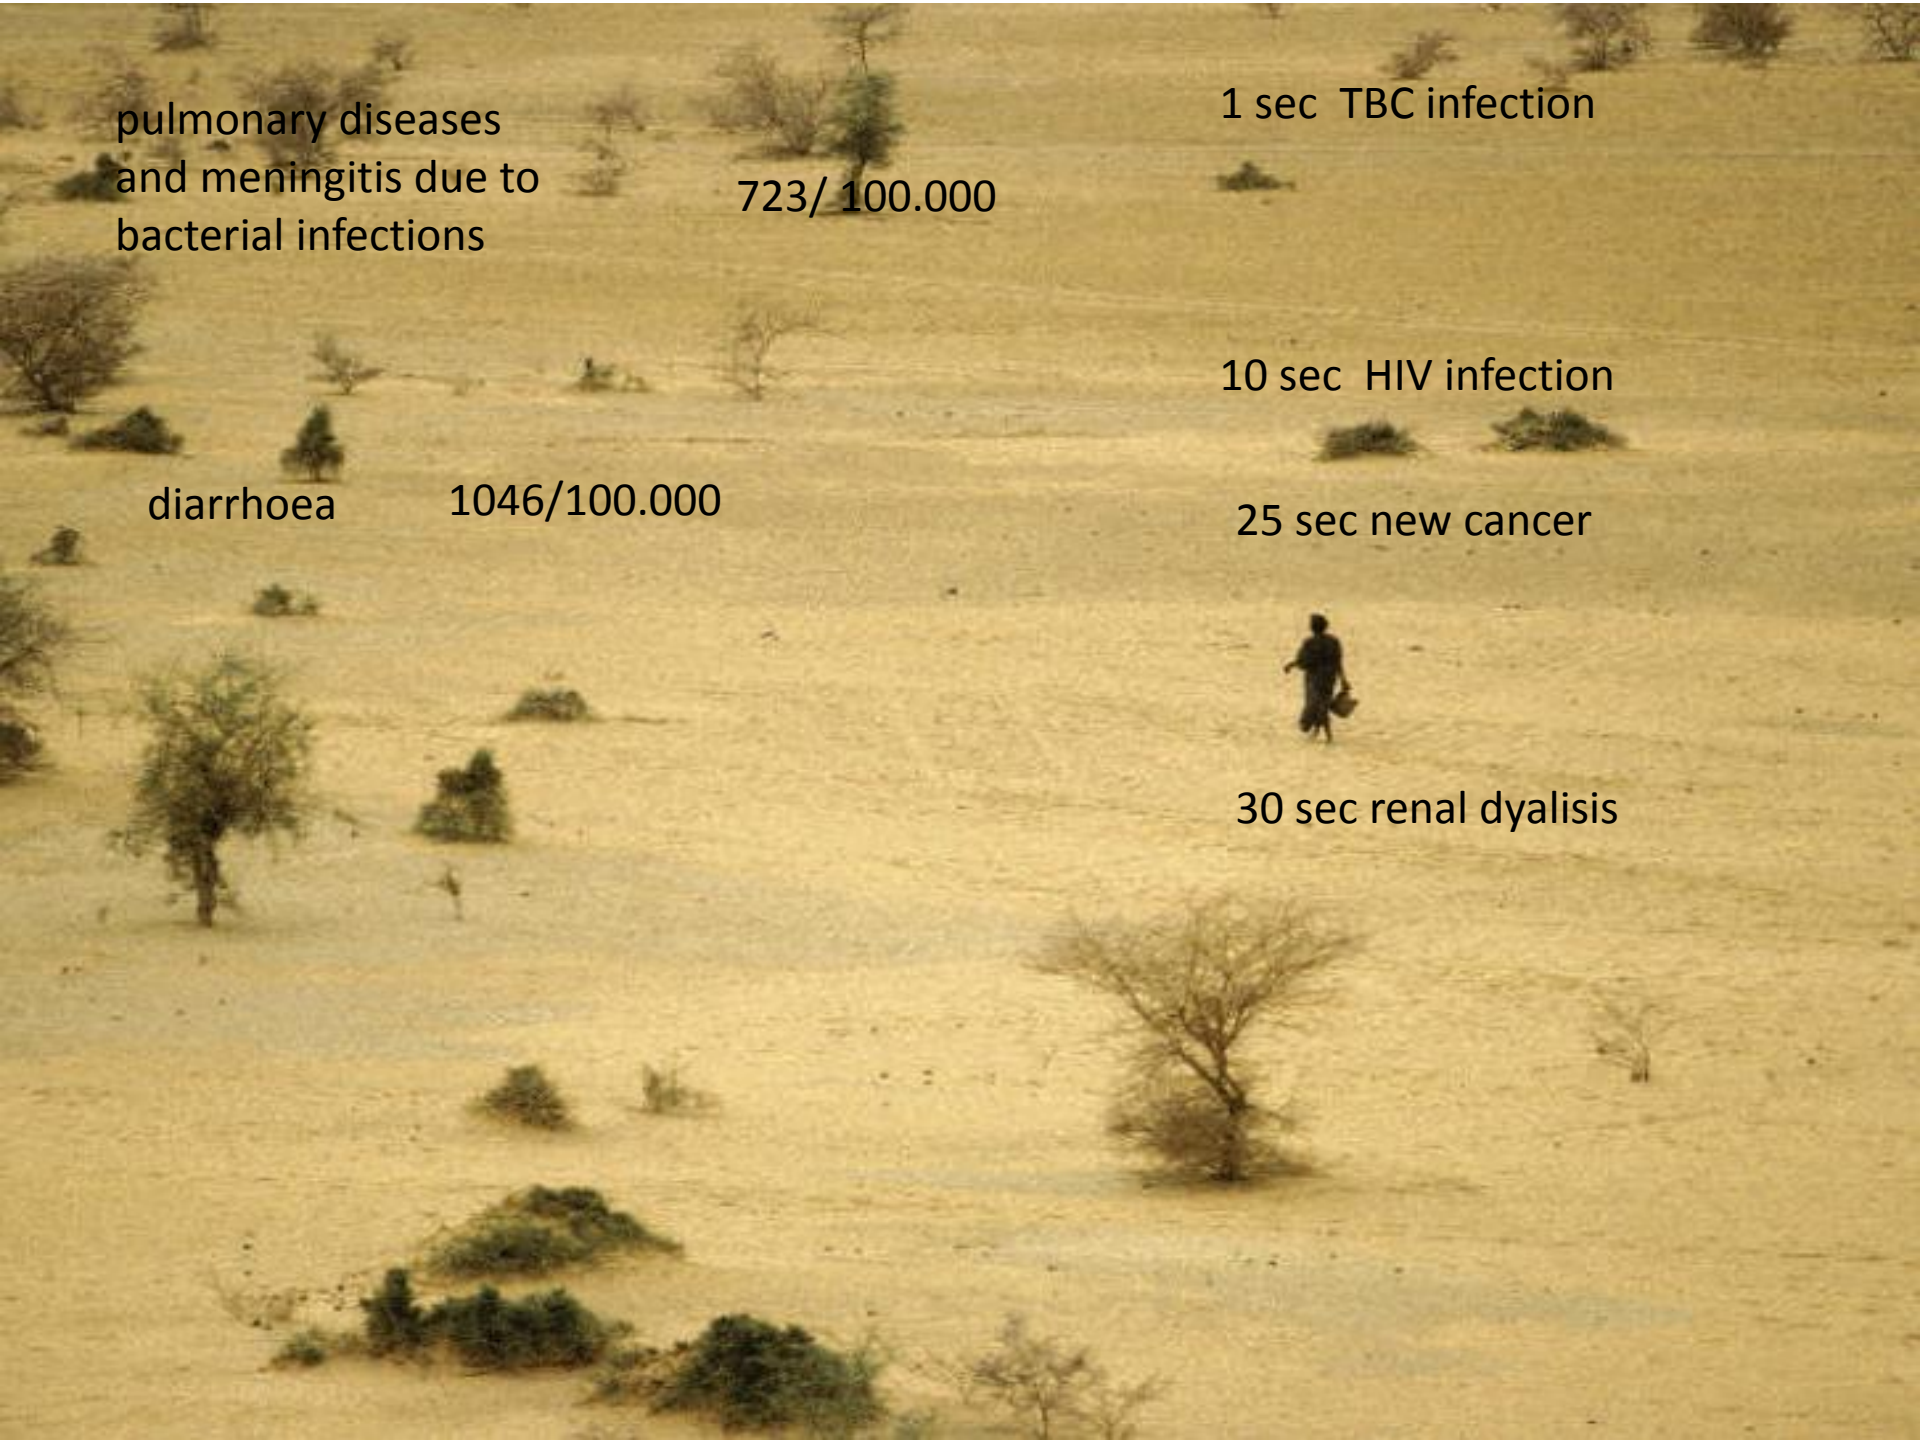 pulmonary diseases
and meningitis due to
bacterial infections
723/ 100.000
diarrhoea
1046/100.000
1 sec  TBC infection
10 sec  HIV infection
25 sec new cancer
30 sec renal dyalisis